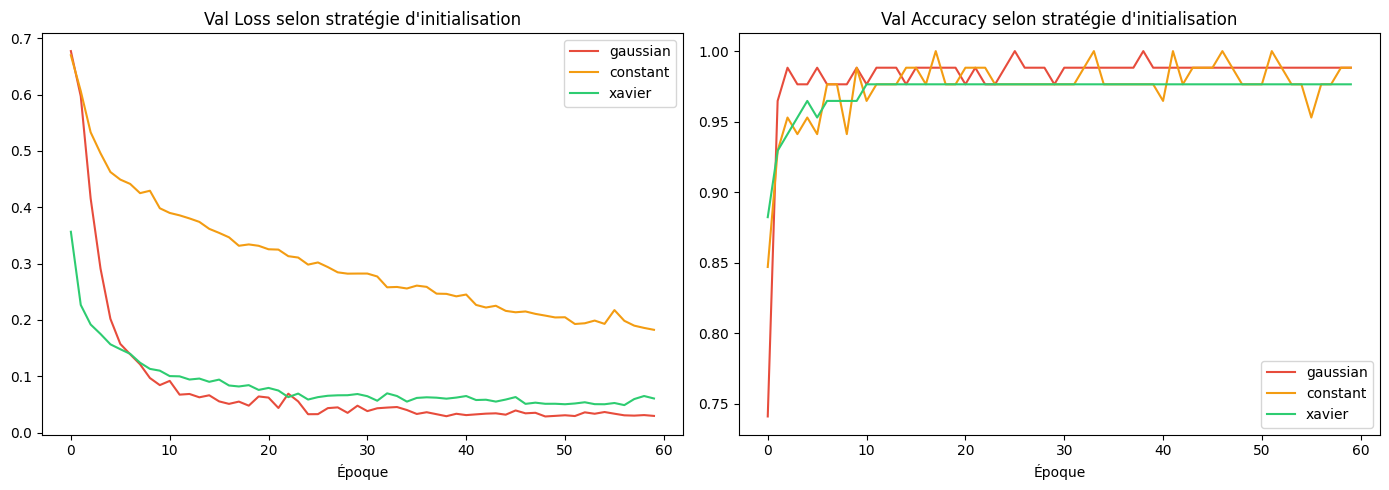 Val Loss selon stratégie d'initialisation
0.7
0.6
0.5
0.4
0.3
0.2
0.1
0.0
0 10 20 30 40 50 60
Époque
gaussian
constant
xavier
Val Accuracy selon stratégie d'initialisation
1.00
0.95
0.90
0.85
0.80
0.75
0 10 20 30 40 50 60
Époque
gaussian
constant
xavier